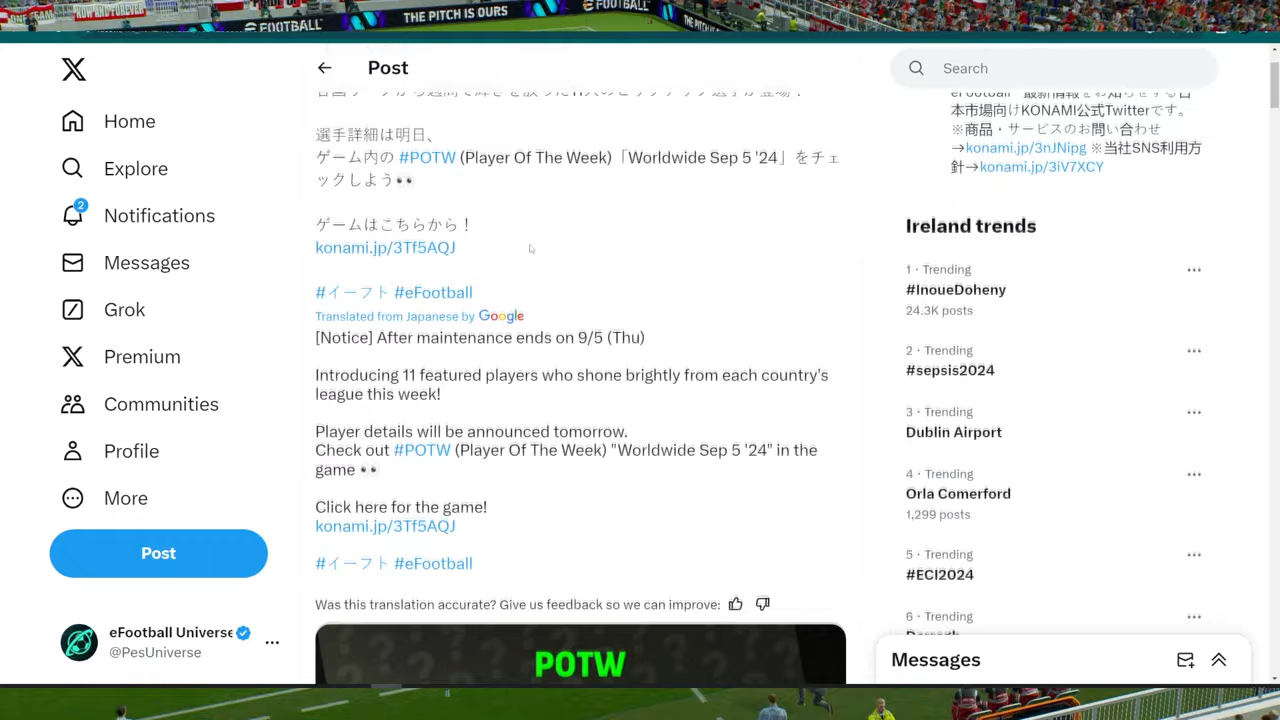 NOW AND FOREVER
EFOOTBALL
THE PITCH IS OURS
EFOOTBALL
Post
Search
Home
Explore
2
Notifications
Messages
Grok
Premium
Communities
Profile
More
Post
eFootball Universe
@PesUniverse
選手詳細は明日、
ゲーム内の #POTW (Player Of The Week)「Worldwide Sep 5 '24」をチェ
ックしよう👀
ゲームはこちらから！
konami.jp/3Tf5AQJ
#イーフト #eFootball
Translated from Japanese by Google
[Notice] After maintenance ends on 9/5 (Thu)
Introducing 11 featured players who shone brightly from each country's
league this week!
Player details will be announced tomorrow.
Check out #POTW (Player Of The Week) "Worldwide Sep 5 '24" in the
game 👀
Click here for the game!
konami.jp/3Tf5AQJ
#イーフト #eFootball
Was this translation accurate? Give us feedback so we can improve:
POTW
本市場向けKONAMI公式Twitterです。
※商品・サービスのお問い合わせ
→konami.jp/3nJNipg ※当社SNS利用方
針→konami.jp/3iV7XCY
Ireland trends
1 · Trending
#InoueDoheny
24.3K posts
2 · Trending
#sepsis2024
3 · Trending
Dublin Airport
4 · Trending
Orla Comerford
1,299 posts
5 · Trending
#ECI2024
6 · Trending
Messages